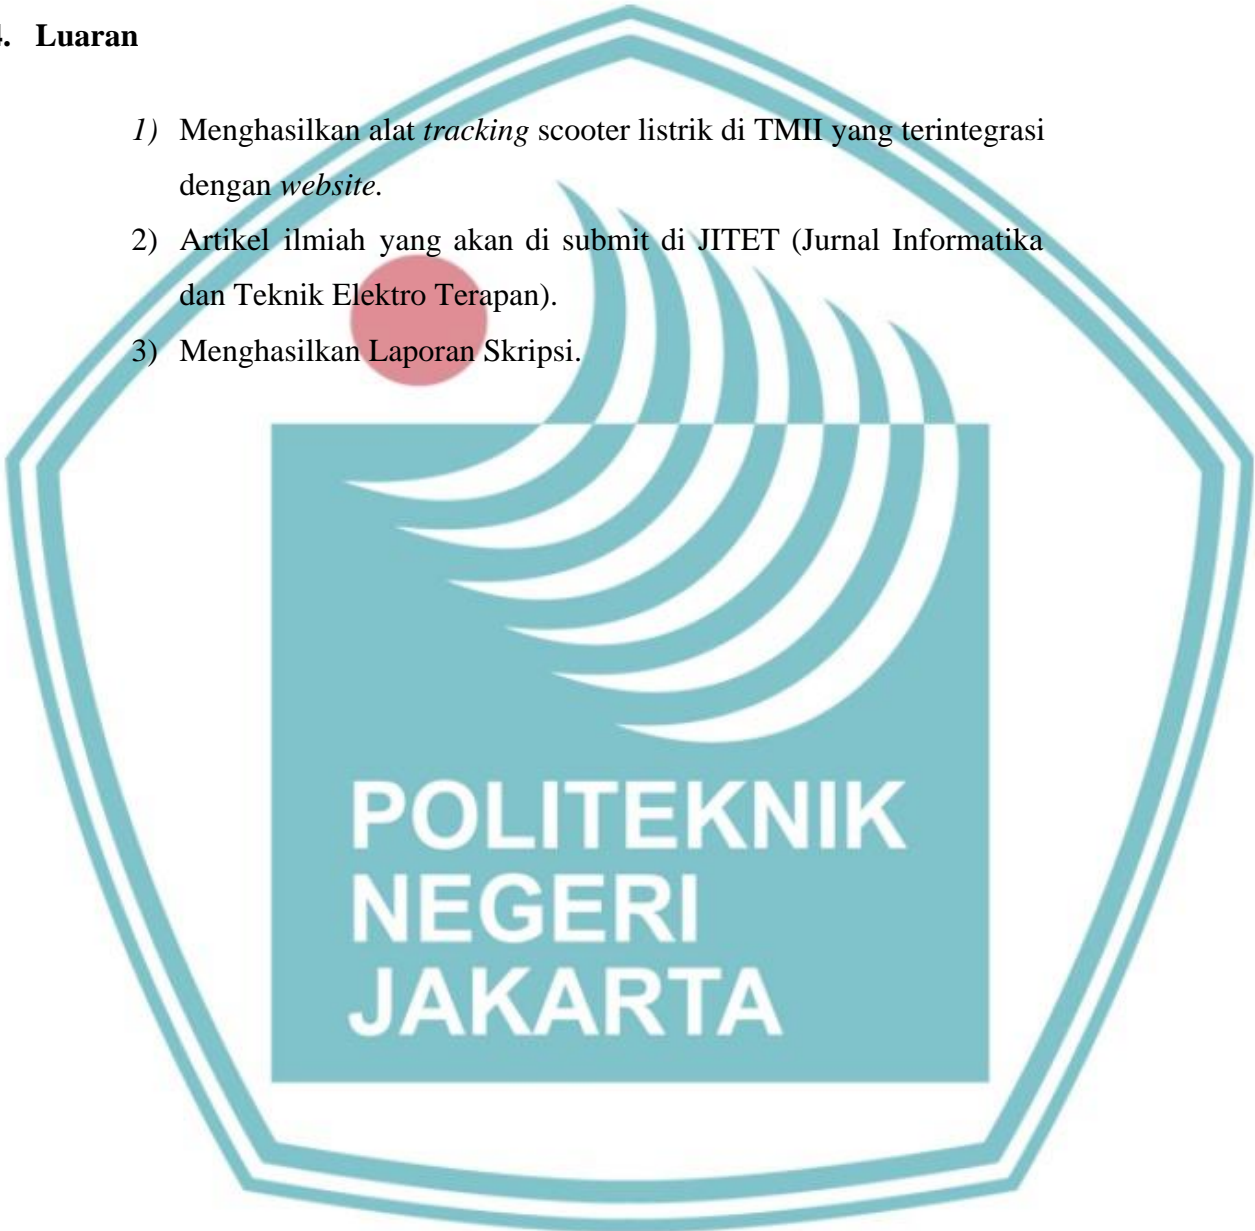 4. Luaran
1) Menghasilkan alat tracking scooter listrik di TMII yang terintegrasi
dengan website.
2) Artikel ilmiah yang akan di submit di JITET (Jurnal Informatika
dan Teknik Elektro Terapan).
3) Menghasilkan Laporan Skripsi.
POLITEKNIK
NEGERI
JAKARTA